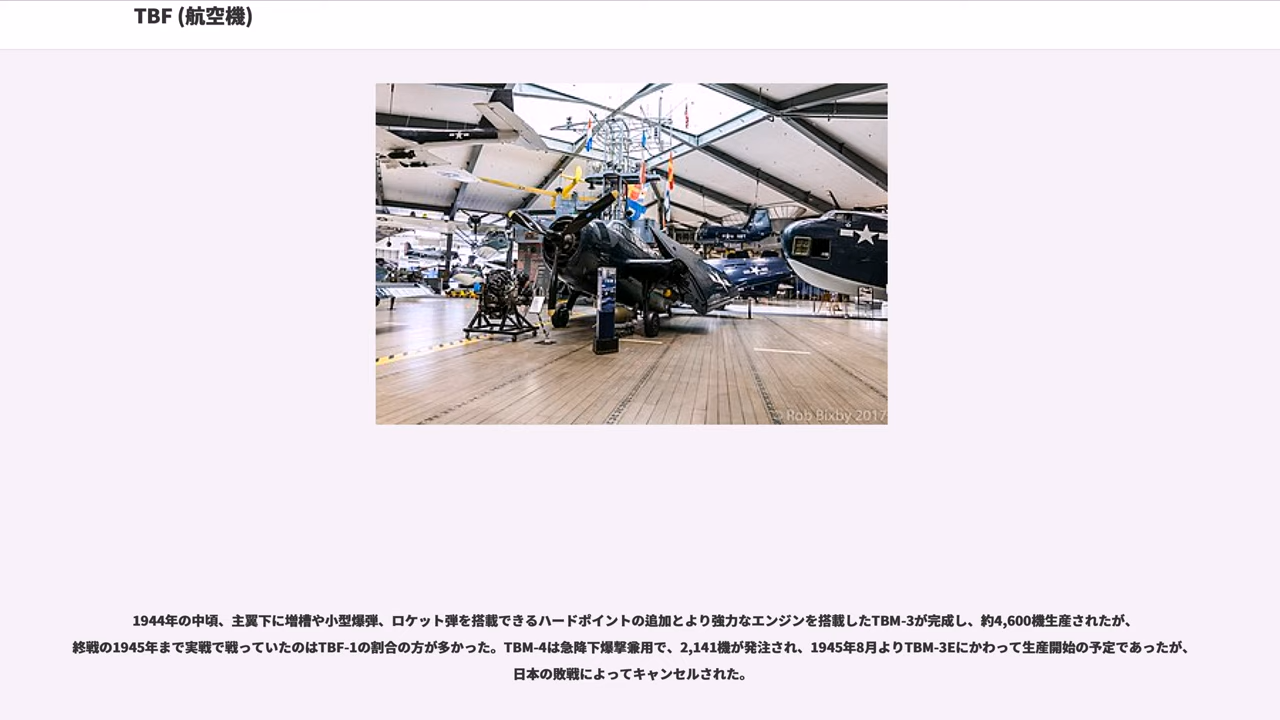 TBF (航空機)
© Rob Bixby 2017
1944年の中頃、主翼下に増槽や小型爆弾、ロケット弾を搭載できるハードポイントの追加とより強力なエンジンを搭載したTBM-3が完成し、約4,600機生産されたが、
終戦の1945年まで実戦で戦っていたのはTBF-1の割合の方が多かった。TBM-4は急降下爆撃兼用で、2,141機が発注され、1945年8月よりTBM-3Eにかわって生産開始の予定であったが、
日本の敗戦によってキャンセルされた。